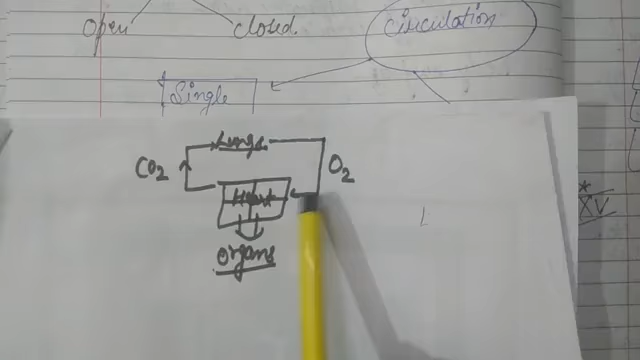 open closed
Circulation
Single
Lungs
CO₂ O₂
Heart
XV
Organs